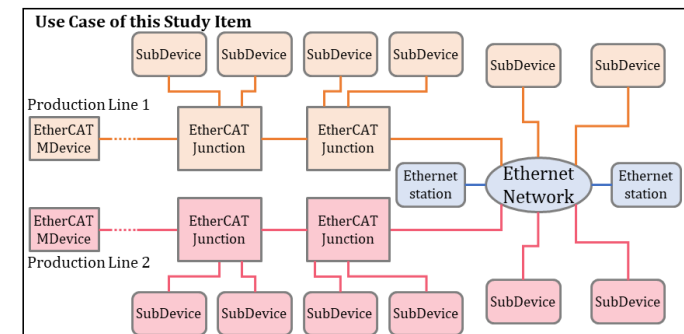 Use Case of this Study Item
SubDevice
SubDevice
SubDevice
SubDevice
SubDevice
SubDevice
Production Line 1
EtherCAT
MDevice
EtherCAT
Junction
EtherCAT
Junction
Ethernet
station
Ethernet
Network
Ethernet
station
EtherCAT
MDevice
EtherCAT
Junction
EtherCAT
Junction
Production Line 2
SubDevice
SubDevice
SubDevice
SubDevice
SubDevice
SubDevice